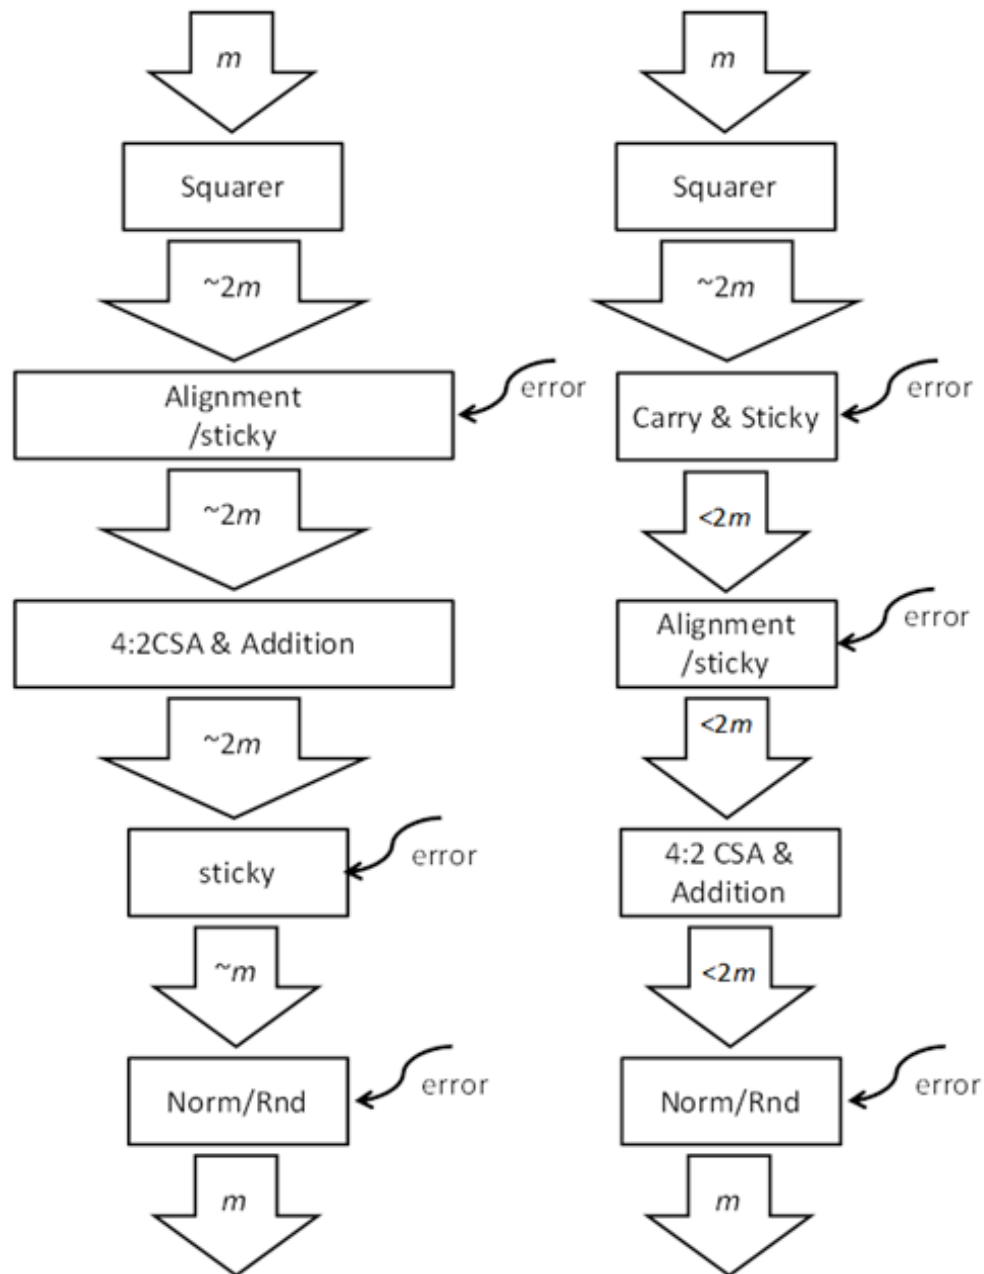 m
Squarer
~2m
Alignment
/sticky
error
~2m
4:2CSA & Addition
~2m
sticky
error
~m
Norm/Rnd
error
m
m
Squarer
~2m
Carry & Sticky
error
<2m
Alignment
/sticky
error
<2m
4:2 CSA &
Addition
<2m
Norm/Rnd
error
m